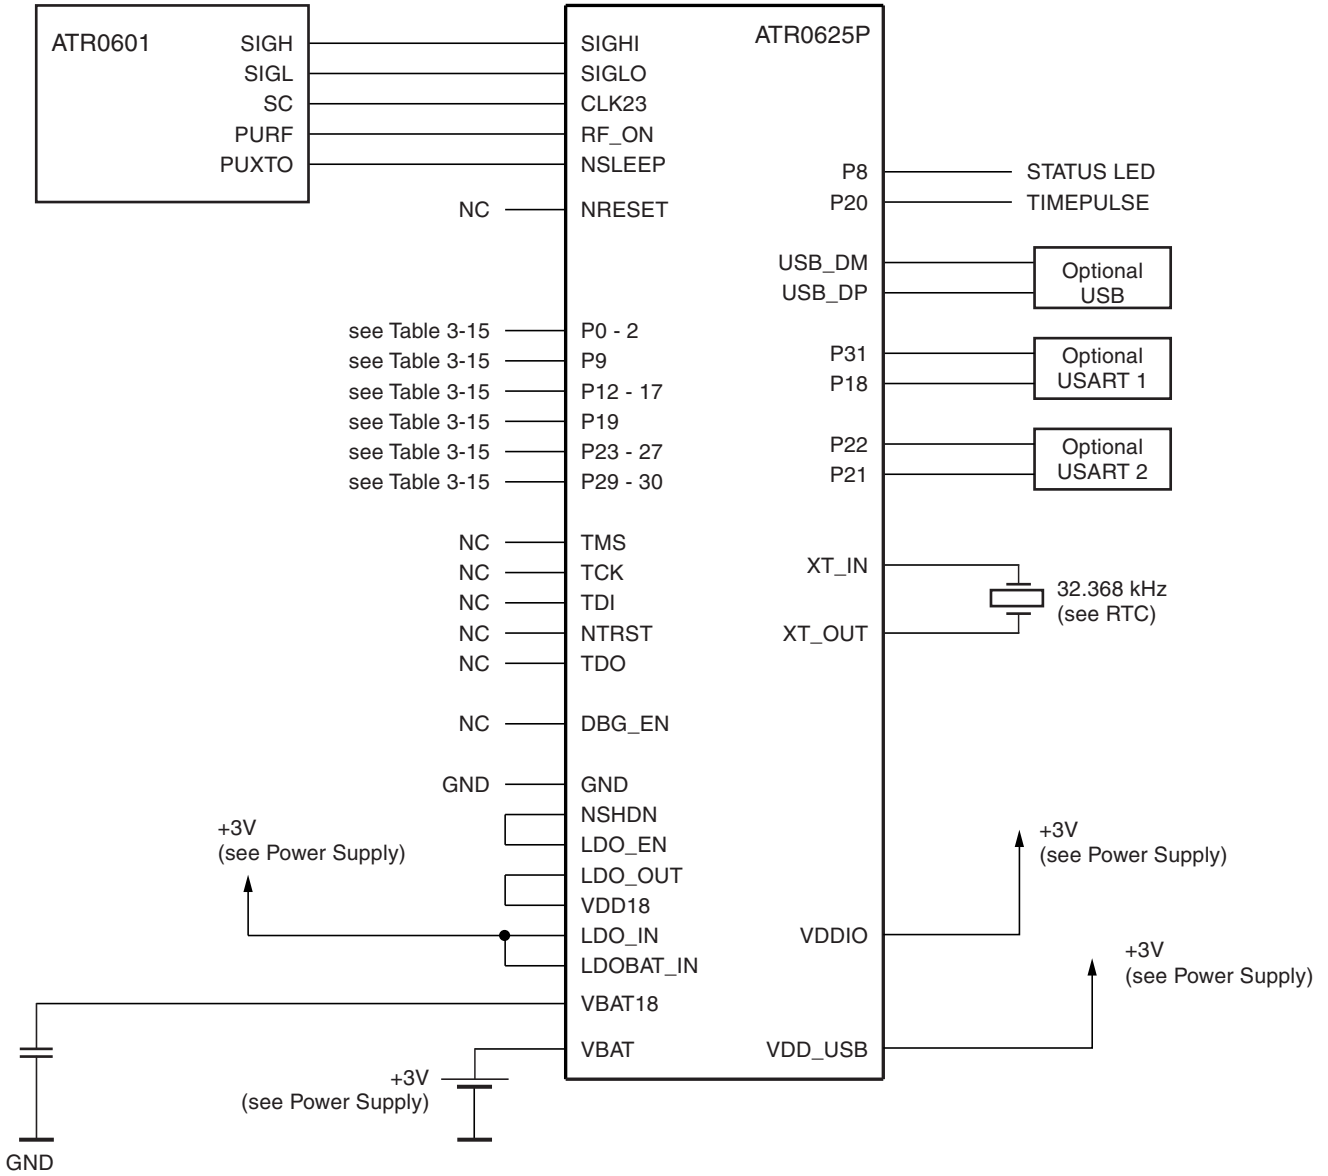 ATR0601
SIGH
SIGL
SC
PURF
PUXTO
ATR0625P
SIGHI
SIGLO
CLK23
RF_ON
NSLEEP
NC NRESET
see Table 3-15 P0 - 2
see Table 3-15 P9
see Table 3-15 P12 - 17
see Table 3-15 P19
see Table 3-15 P23 - 27
see Table 3-15 P29 - 30
NC TMS
NC TCK
NC TDI
NC NTRST
NC TDO
NC DBG_EN
GND GND
NSHDN
LDO_EN
LDO_OUT
VDD18
LDO_IN
LDOBAT_IN
VBAT18
VBAT
+3V
(see Power Supply)
+3V
(see Power Supply)
GND
P8 STATUS LED
P20 TIMEPULSE
USB_DM
USB_DP
Optional
USB
P31
P18
Optional
USART 1
P22
P21
Optional
USART 2
XT_IN
XT_OUT
32.368 kHz
(see RTC)
VDDIO
+3V
(see Power Supply)
VDD_USB
+3V
(see Power Supply)